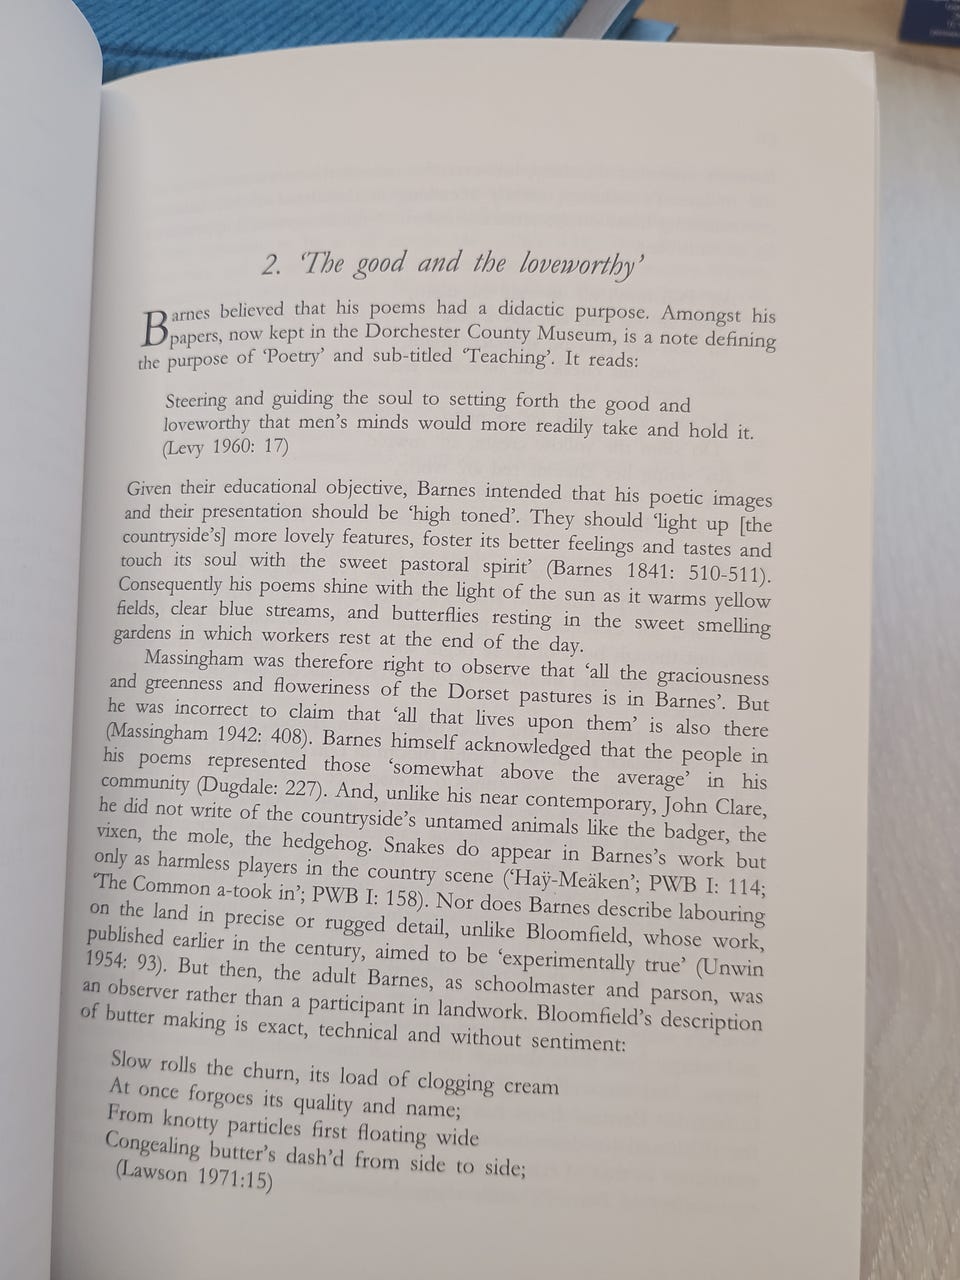 2. ‘The good and the loveworthy’
Barnes believed that his poems had a didactic purpose. Amongst his
papers, now kept in the Dorchester County Museum, is a note defining
the purpose of ‘Poetry’ and sub-titled ‘Teaching’. It reads:
Steering and guiding the soul to setting forth the good and
loveworthy that men’s minds would more readily take and hold it.
(Levy 1960: 17)
Given their educational objective, Barnes intended that his poetic images
and their presentation should be ‘high toned’. They should ‘light up [the
countryside’s] more lovely features, foster its better feelings and tastes and
touch its soul with the sweet pastoral spirit’ (Barnes 1841: 510-511).
Consequently his poems shine with the light of the sun as it warms yellow
fields, clear blue streams, and butterflies resting in the sweet smelling
gardens in which workers rest at the end of the day.
Massingham was therefore right to observe that ‘all the graciousness
and greenness and floweriness of the Dorset pastures is in Barnes’. But
he was incorrect to claim that ‘all that lives upon them’ is also there
(Massingham 1942: 408). Barnes himself acknowledged that the people in
his poems represented those ‘somewhat above the average’ in his
community (Dugdale: 227). And, unlike his near contemporary, John Clare,
he did not write of the countryside’s untamed animals like the badger, the
vixen, the mole, the hedgehog. Snakes do appear in Barnes’s work but
only as harmless players in the country scene (‘Haÿ-Meäken’; PWB I: 114;
‘The Common a-took in’; PWB I: 158). Nor does Barnes describe labouring
on the land in precise or rugged detail, unlike Bloomfield, whose work,
published earlier in the century, aimed to be ‘experimentally true’ (Unwin
1954: 93). But then, the adult Barnes, as schoolmaster and parson, was
an observer rather than a participant in landwork. Bloomfield’s description
of butter making is exact, technical and without sentiment:
Slow rolls the churn, its load of clogging cream
At once forgoes its quality and name;
From knotty particles first floating wide
Congealing butter’s dash’d from side to side;
(Lawson 1971:15)